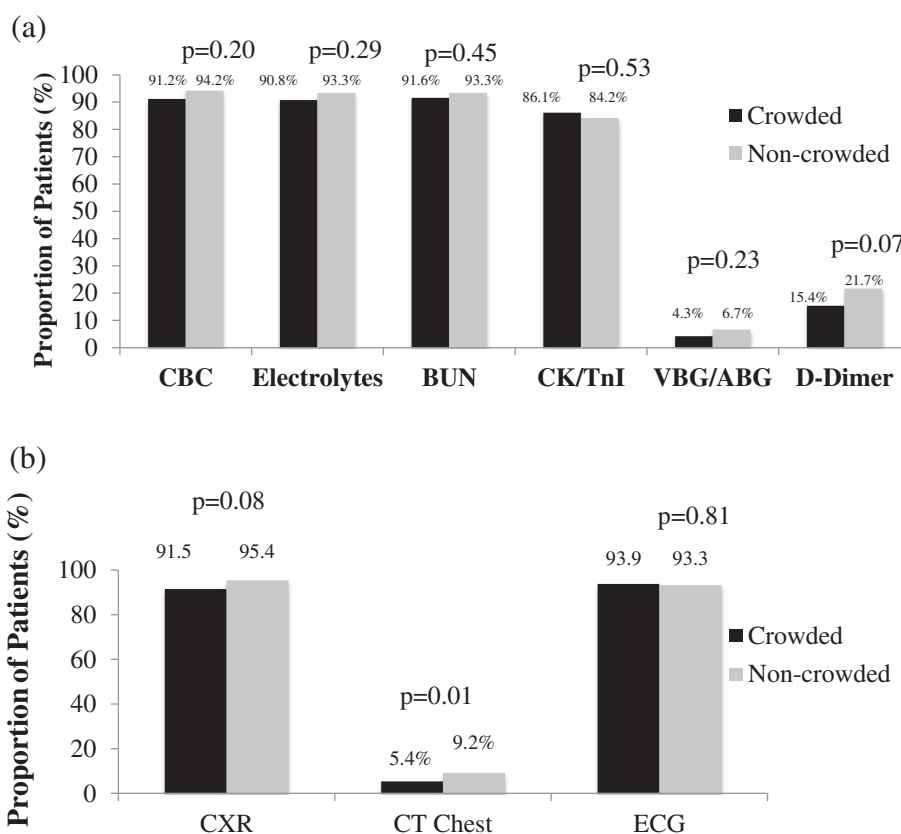 (a)
p=0.20 p=0.29 p=0.45 p=0.53
91.2% 94.2% 90.8% 93.3% 91.6% 93.3% 86.1% 84.2%
Proportion of Patients (%)
100
90
80
70
60
50
40
30
20
10
0
Crowded
Non-crowded
p=0.23 p=0.07
4.3% 6.7% 15.4% 21.7%
CBC Electrolytes BUN CK/TnI VBG/ABG D-Dimer
(b)
p=0.08 p=0.81
91.5 95.4 93.9 93.3
Proportion of Patients (%)
100
80
60
40
20
0
Crowded
Non-crowded
p=0.01
5.4% 9.2%
CXR CT Chest ECG